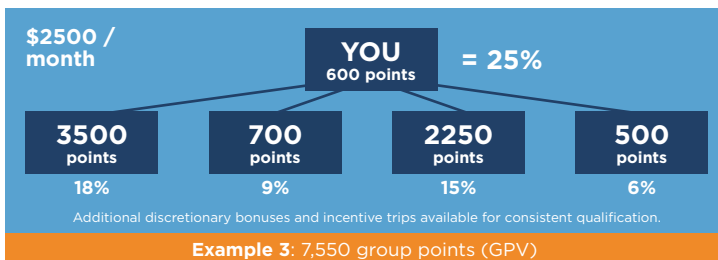 $2500 /
month
YOU
600 points
= 25%
3500
points
700
points
2250
points
500
points
18%
9%
15%
6%
Additional discretionary bonuses and incentive trips available for consistent qualification.
Example 3: 7,550 group points (GPV)